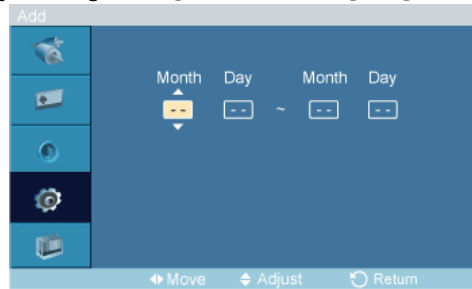 Add
Month Day Month Day
-- -- ~ -- --
Move Adjust Return